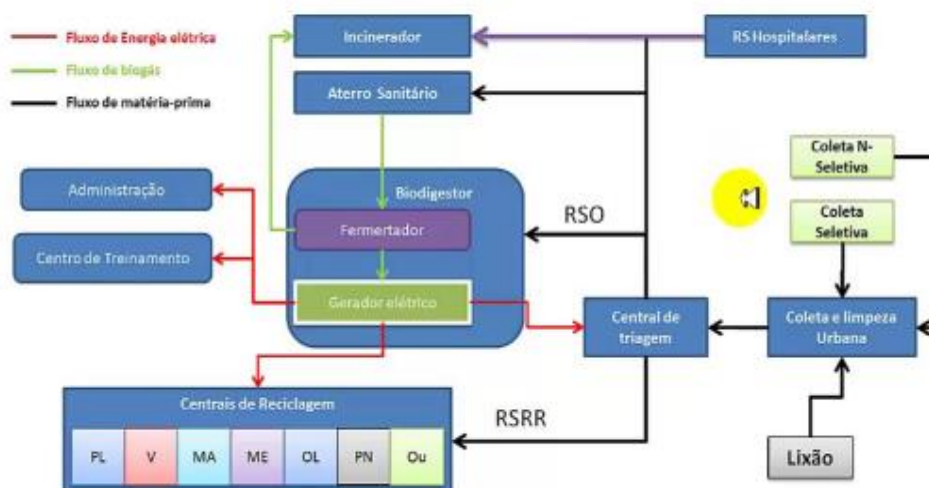 Fluxo de Energia elétrica
Fluxo de biogás
Fluxo de matéria-prima
Incinerador
RS Hospitalares
Aterro Sanitário
Coleta N-
Seletiva
Coleta
Seletiva
Administração
Biodigestor
RSO
Fermertador
Centro de Treinamento
Gerador elétrico
Central de
triagem
Coleta e limpeza
Urbana
Centrais de Reciclagem
RSRR
PL
V
MA
ME
OL
PN
Ou
Lixão